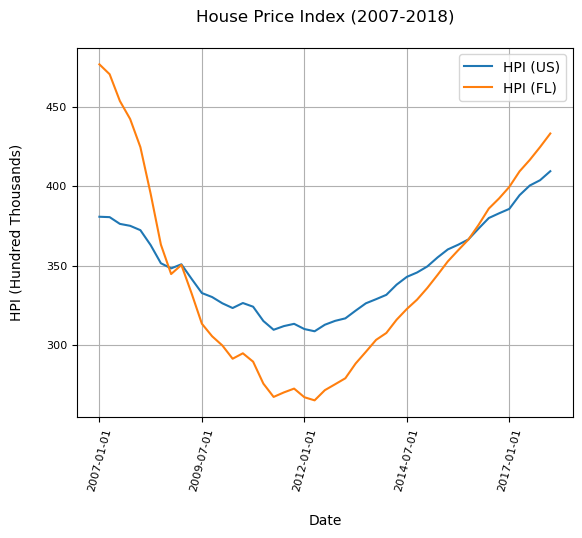 House Price Index (2007-2018)
HPI (US)
HPI (FL)
HPI (Hundred Thousands)
450
400
350
300
2007-01-01
2009-07-01
2012-01-01
2014-07-01
2017-01-01
Date